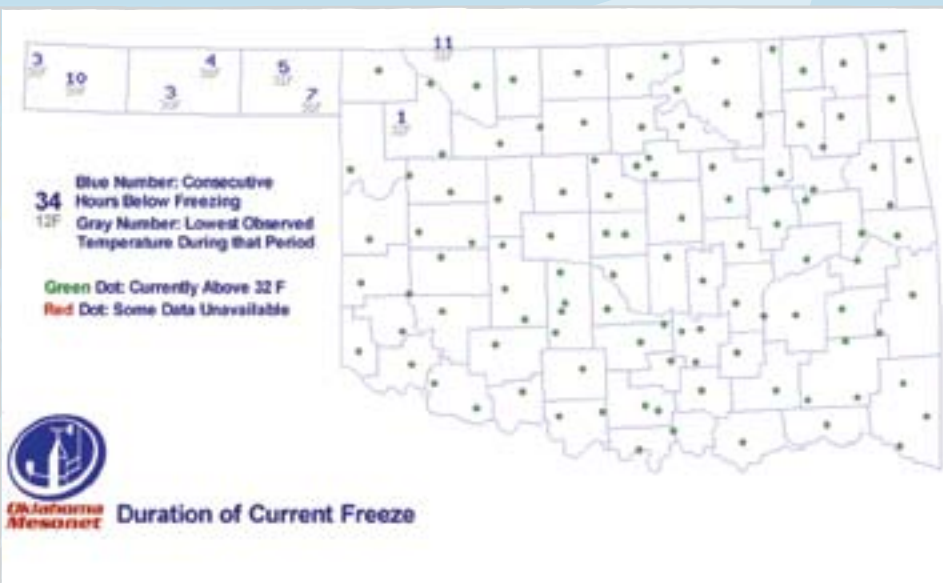 11
3
4
5
10
3
7
1
Blue Number: Consecutive
34 Hours Below Freezing
12F Gray Number: Lowest Observed
Temperature During that Period
Green Dot: Currently Above 32 F
Red Dot: Some Data Unavailable
Oklahoma
Mesonet
Duration of Current Freeze